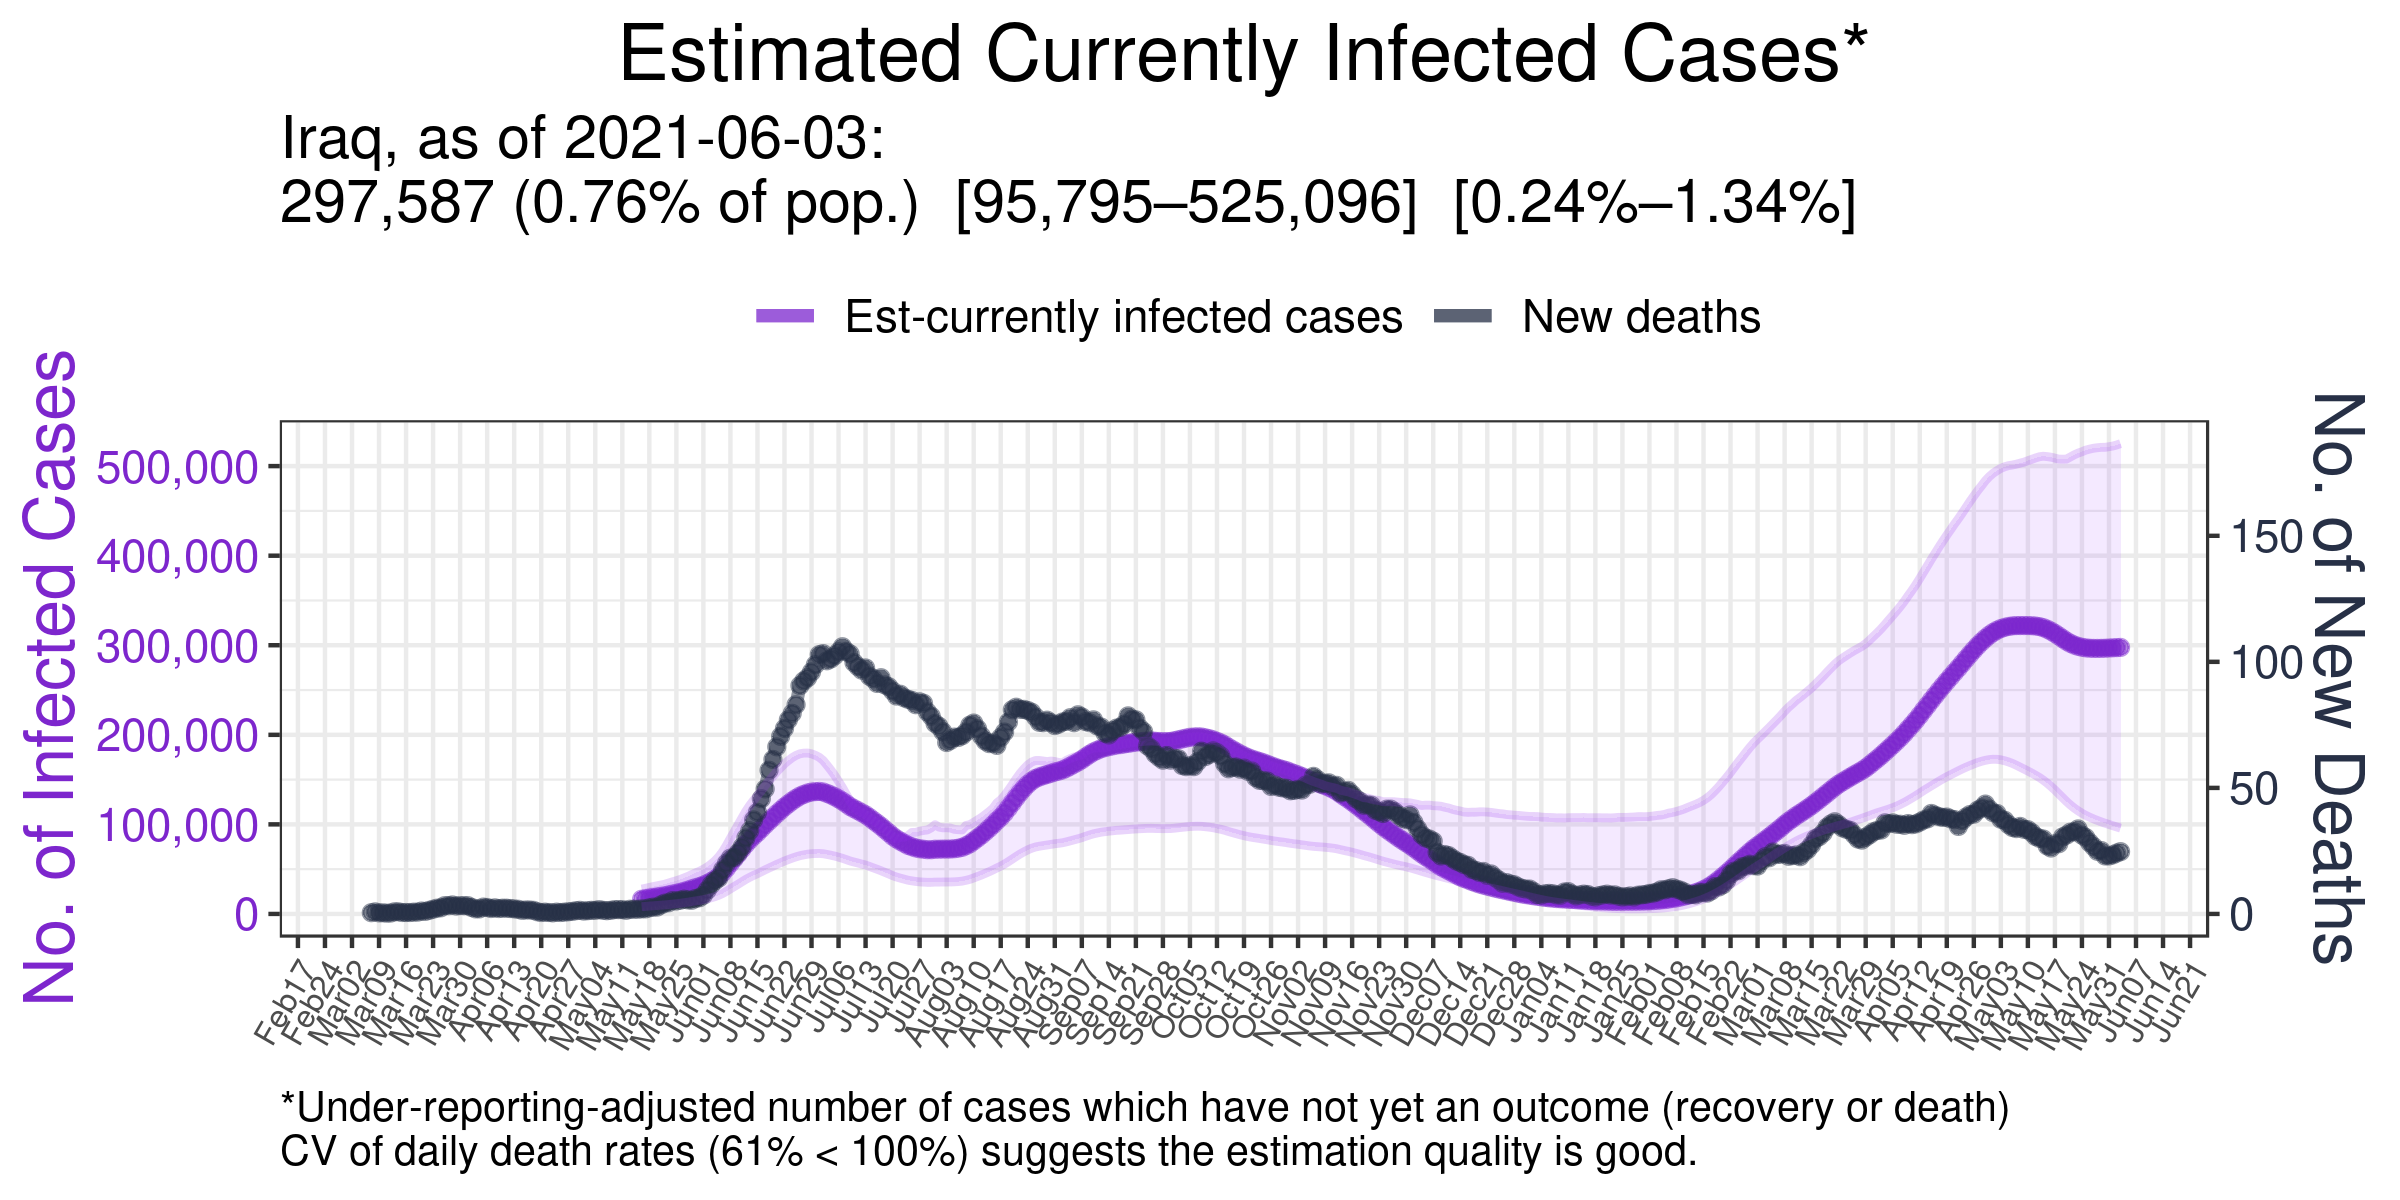 Estimated Currently Infected Cases*
Iraq, as of 2021-06-03:
297,587 (0.76% of pop.) [95,795–525,096] [0.24%–1.34%]
Est-currently infected cases
New deaths
No. of Infected Cases
500,000
400,000
300,000
200,000
100,000
0
No. of New Deaths
150
100
50
0
Feb17
Feb24
Mar02
Mar09
Mar16
Mar23
Mar30
Apr06
Apr13
Apr20
Apr27
May04
May11
May18
May25
Jun01
Jun08
Jun15
Jun22
Jun29
Jul06
Jul13
Jul20
Jul27
Aug03
Aug10
Aug17
Aug24
Aug31
Sep07
Sep14
Sep21
Sep28
Oct05
Oct12
Oct19
Oct26
Nov02
Nov09
Nov16
Nov23
Nov30
Dec07
Dec14
Dec21
Dec28
Jan04
Jan11
Jan18
Jan25
Feb01
Feb08
Feb15
Feb22
Mar01
Mar08
Mar15
Mar22
Mar29
Apr05
Apr12
Apr19
Apr26
May03
May10
May17
May24
May31
Jun07
Jun14
Jun21
*Under-reporting-adjusted number of cases which have not yet an outcome (recovery or death)
CV of daily death rates (61% < 100%) suggests the estimation quality is good.